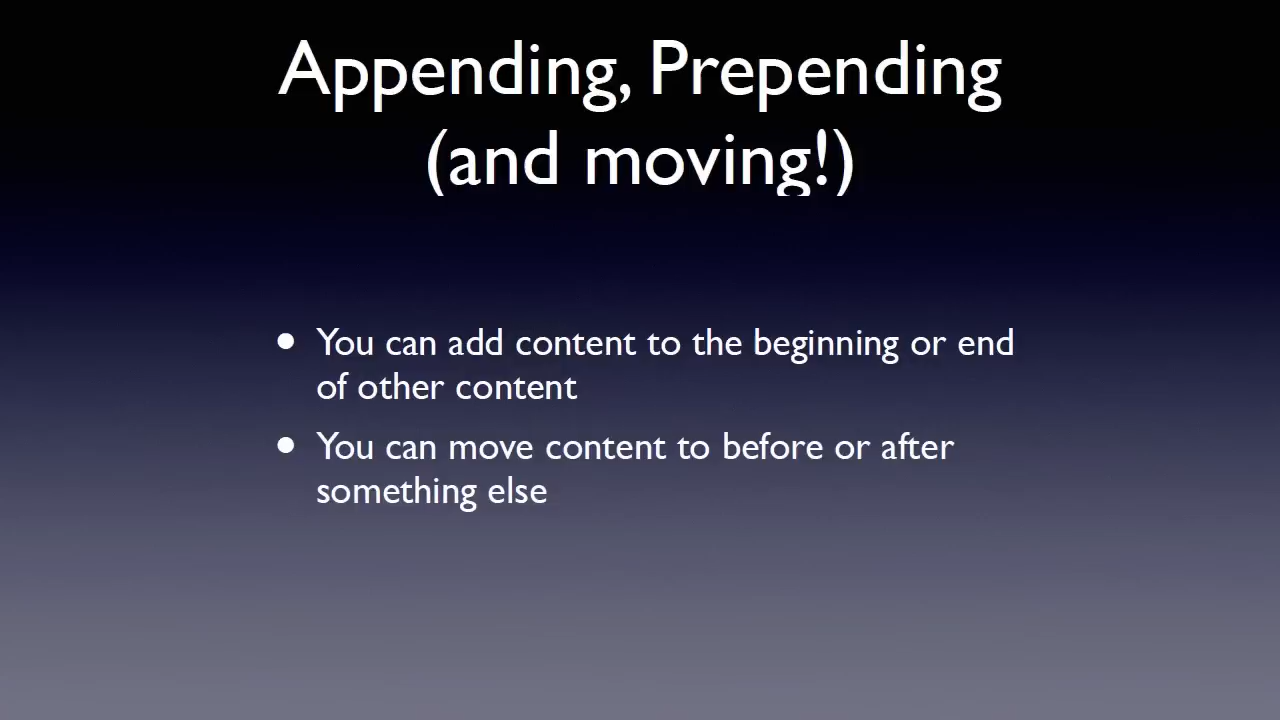 Appending, Prepending
(and moving!)
• You can add content to the beginning or end
of other content
• You can move content to before or after
something else